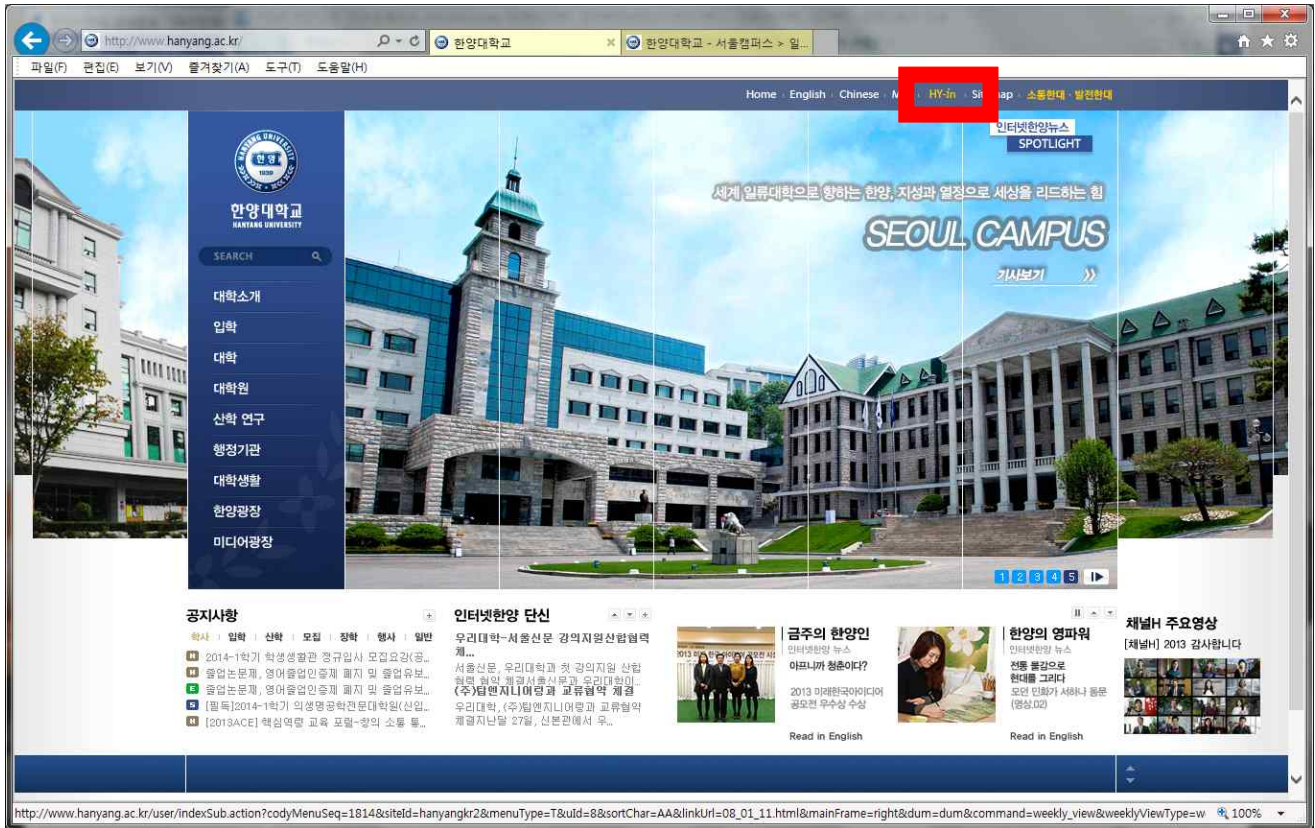 http://www.hanyang.ac.kr/
한양대학교
한양대학교 - 서울캠퍼스 > 일...
파일(F) 편집(E) 보기(V) 즐겨찾기(A) 도구(T) 도움말(H)
Home English Chinese HY-in 소통한대 · 발전한대
인터넷한양뉴스
SPOTLIGHT
세계 일류대학으로 향하는 한양, 지성과 열정으로 세상을 리드하는 힘
SEOUL CAMPUS
기사보기 》
HANYANG UNIVERSITY
한양
1939
한양대학교
HANYANG UNIVERSITY
SEARCH
대학소개
입학
대학
대학원
산학 연구
행정기관
대학생활
한양광장
미디어광장
1 2 3 4 5
공지사항
학사 입학 산학 모집 장학 행사 일반
H 2014-1학기 학생생활관 정규입사 모집요강(공...
H 졸업논문제, 영어졸업인증제 폐지 및 졸업유보...
E 졸업논문제, 영어졸업인증제 폐지 및 졸업유보...
S [필독]2014-1학기 의생명공학전문대학원(신입...
H [2013ACE] 핵심역량 교육 포럼-창의 소통 통...
인터넷한양 단신
우리대학-서울신문 강의지원산합협력
체...
서울신문, 우리대학과 첫 강의지원 산협
협력 협약 체결서울신문과 우리대학이...
(주)탑엔지니어링과 교류협약 체결
우리대학, (주)탑엔지니어링과 교류협약
체결지난달 27일, 신본관에서 우...
금주의 한양인
인터넷한양 뉴스
아프니까 청춘이다?
2013 미래한국아이디어
공모전 우수상 수상
Read in English
한양의 영파워
인터넷한양 뉴스
전통 물감으로
현대를 그리다
모던 민화가 서하나 동문
(영상.02)
Read in English
채널H 주요영상
[채널H] 2013 감사합니다
http://www.hanyang.ac.kr/user/indexSub.action?codyMenuSeq=1814&siteId=hanyangkr2&menuType=T&uId=8&sortChar=AA&linkUrl=08_01_11.html&mainFrame=right&dum=dum&command=weekly_view&weeklyViewType=w 100%